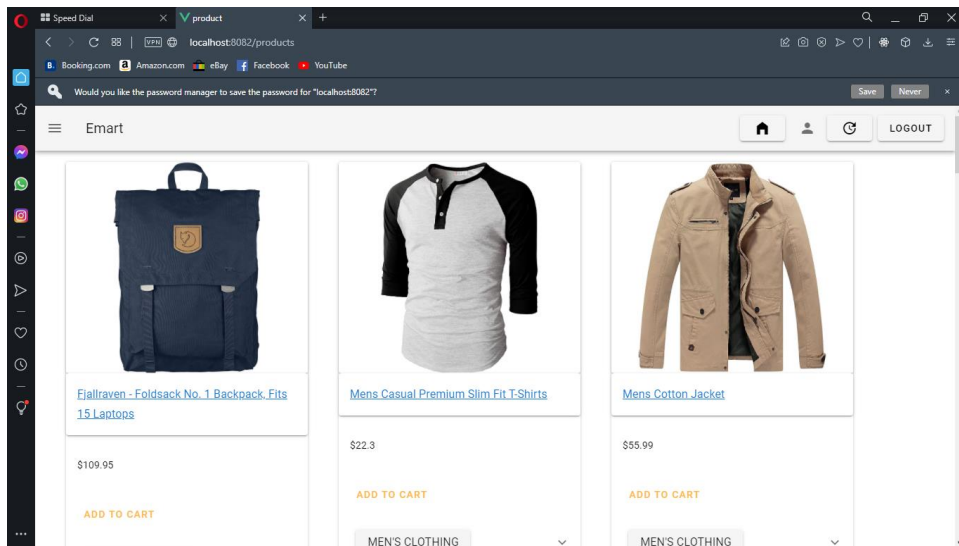 Speed Dial
product
VPN
localhost:8082/products
B. Booking.com
a Amazon.com
eBay
Facebook
YouTube
Would you like the password manager to save the password for "localhost:8082"?
Save
Never
Emart
LOGOUT
Fjallraven - Foldsack No. 1 Backpack, Fits
15 Laptops
$109.95
ADD TO CART
Mens Casual Premium Slim Fit T-Shirts
$22.3
ADD TO CART
MEN'S CLOTHING
Mens Cotton Jacket
$55.99
ADD TO CART
MEN'S CLOTHING